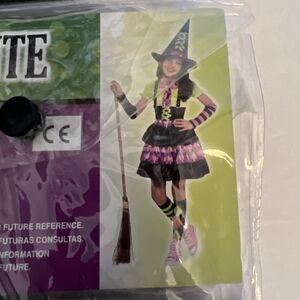 TE
CE
FUTURE REFERENCE.
FUTURAS CONSULTAS.
INFORMATION
FUTURE.